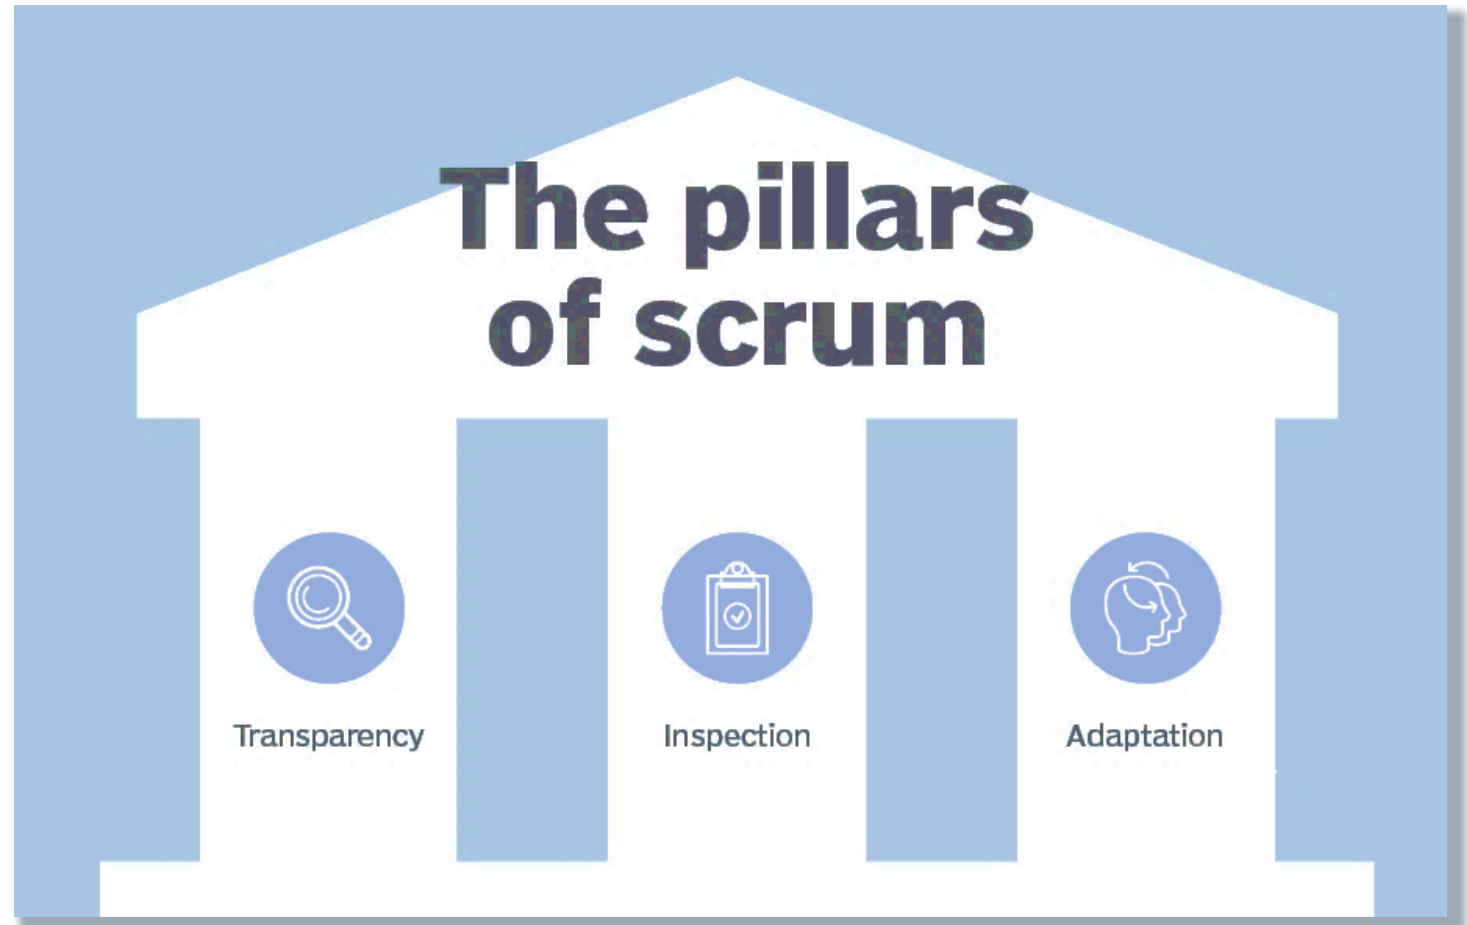 The pillars
of scrum
Transparency
Inspection
Adaptation